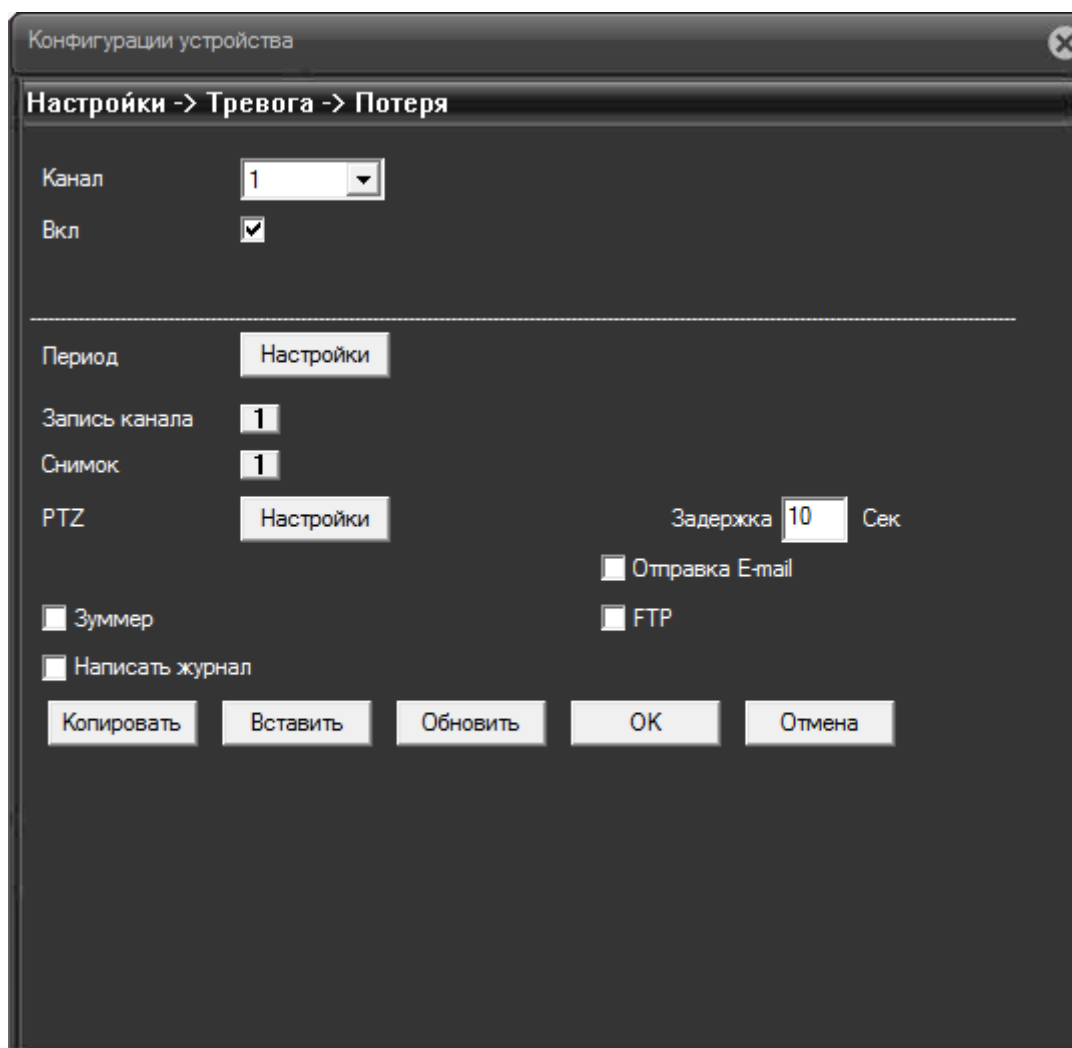 Конфигурации устройства
Настройки -> Тревога -> Потеря
Канал 1
Вкл
Период Настройки
Запись канала 1
Снимок 1
PTZ Настройки Задержка 10 Сек
Отправка E-mail
Зуммер FTP
Написать журнал
Копировать Вставить Обновить OK Отмена